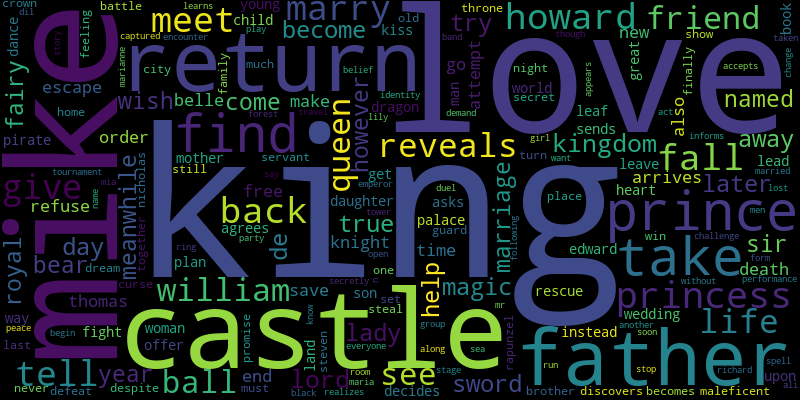 crown battle learns young marry howard friend throne book
dil captured encounter child become try new old show taken
dance feeling play meet kiss great finally change
mike story marianne return love
fairy city family much belief night appears accepts
escape wish belle come make dragon man go attempt world named
home forest travel however identity secret leaf also
pirate order find queen lily demand sends act informs away
tournament mother servant reveals girl turn kingdom
meanwhile nicholas still king get emperor duel want leave fall lead married
give name mia say free daughter asks marriage arrives heart later lost
refuse together back true tower palace place prince men
royal day agrees knight guard time edward win challenge
bear dream ring party de open following take sir form
curse plan one secretly rescue without death performance
thomas william save son set help magic princess
way woman steal mr wedding
peace begin fight castle know group along sea instead another soon life
last offer promise land steven everyone lady see rapunzel father
tell year ball end room stage run stop richard spell upon
never despite must lord maria decides sword brother discovers becomes maleficent
defeat black realizes ali